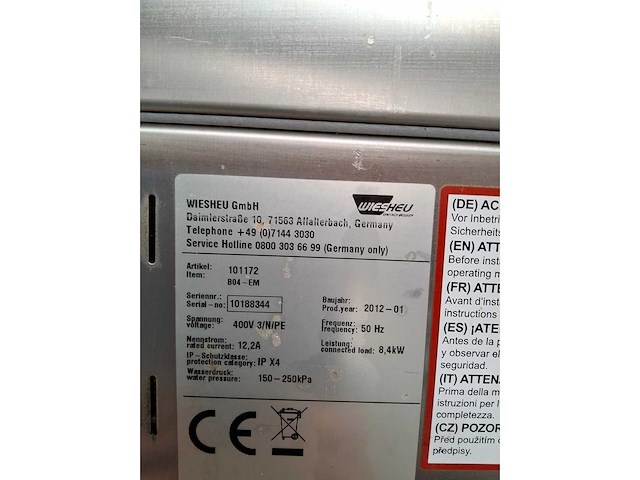 WIESHEU GmbH
Daimlerstraße 10, 71563 Affalterbach, Germany
Telephone +49 (0)7144 3030
Service Hotline 0800 303 66 99 (Germany only)
WIESHEU
Artikel:
Item: 101172
B04-EM
Seriennr.:
Serial-no: 10188344
Baujahr:
Prod.year: 2012-01
Spannung:
voltage: 400V 3/N/PE
Frequenz:
frequency: 50 Hz
Nennstrom:
rated current: 12,2A
Leistung:
connected load: 8,4kW
IP-Schutzklasse:
protection category: IP X4
Wasserdruck:
water pressure: 150-250kPa
CE
(DE) AC
Vor Inbetri
Sicherheits
(EN) ATT
Before insta
operating m
(FR) ATTE
Avant d'inst
instructions
(ES) ¡ATE
Antes de la p
y observar el
seguridad.
(IT) ATTENA
Prima della m
istruzioni per l'
completezza.
(CZ) POZOR
Před použitím o
předpisy.